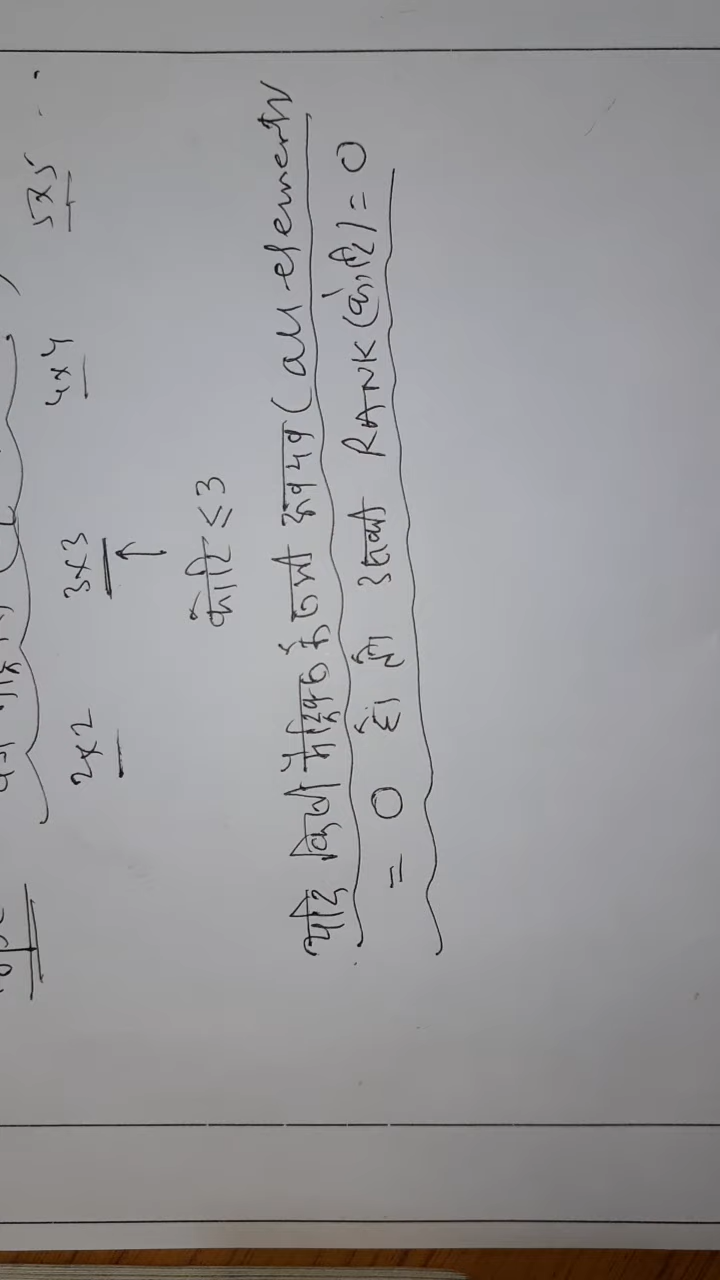 2x2 3x3 4x4 5x5
↑
कोटि ≤ 3
यदि किसी मैट्रिक्स के सभी अवयव (all elements
= 0 हो तो उसकी RANK (कोटि) = 0